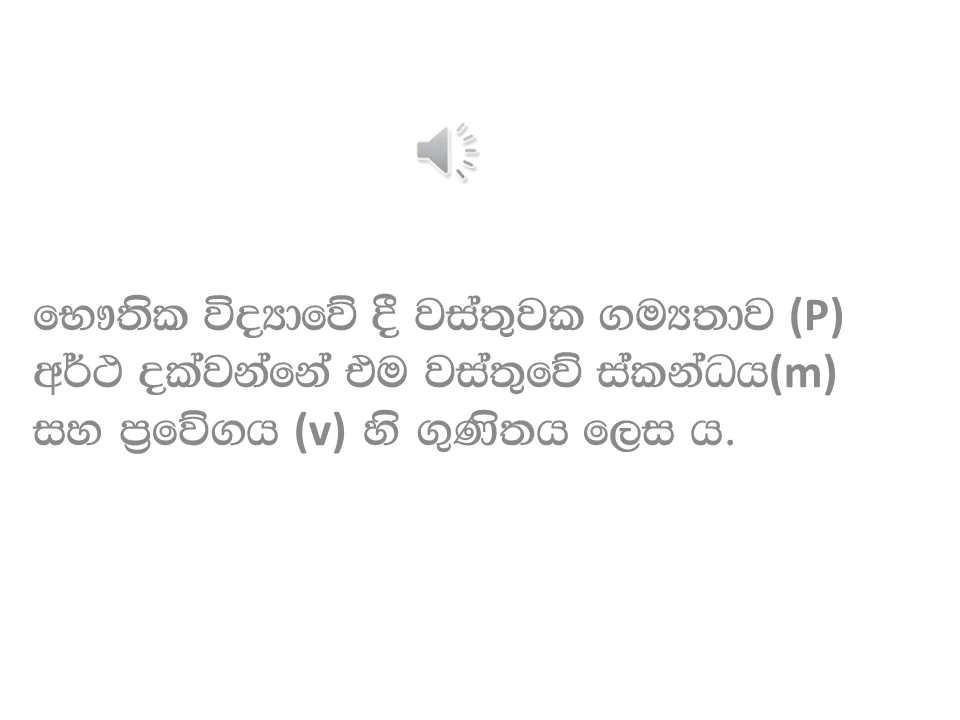 භෞතික විද්‍යාවේ දී වස්තුවක ගම්‍යතාව (P)
අර්ථ දක්වන්නේ එම වස්තුවේ ස්කන්ධය(m)
සහ ප්‍රවේගය (v) හි ගුණිතය ලෙස ය.